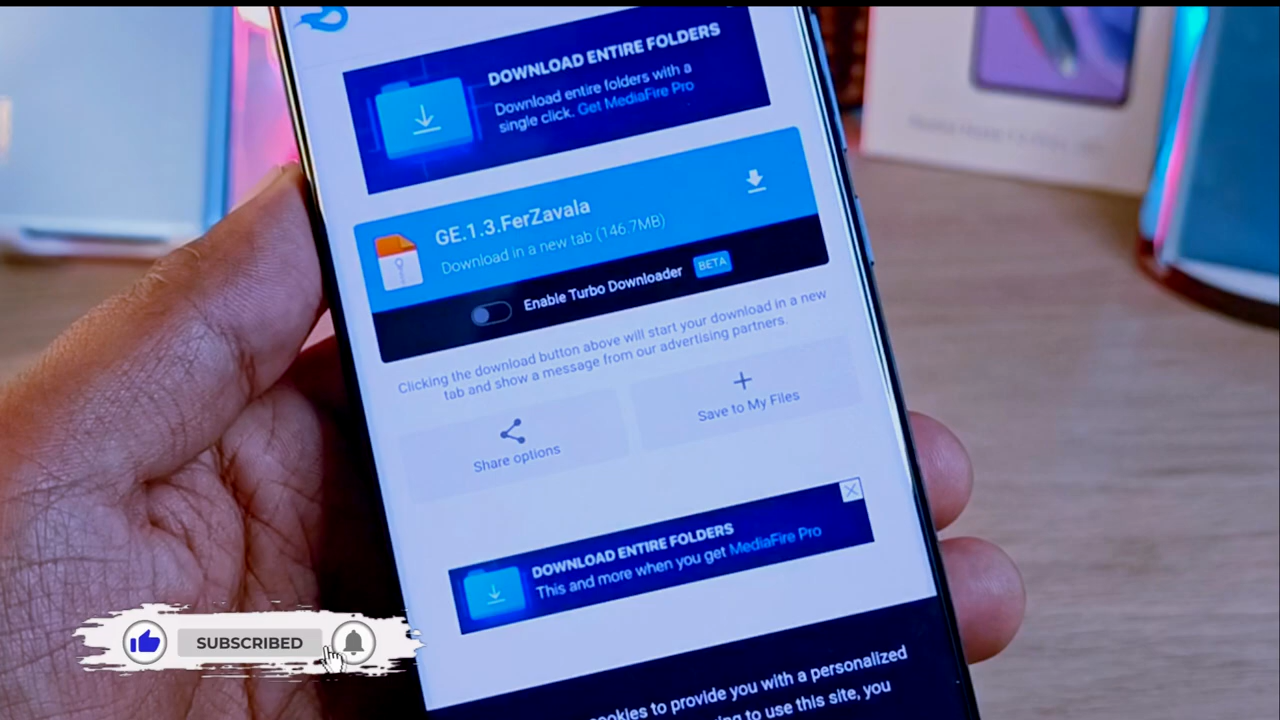 DOWNLOAD ENTIRE FOLDERS
Download entire folders with a
single click. Get MediaFire Pro
GE.1.3.FerZavala
Download in a new tab (146.7MB)
Enable Turbo Downloader BETA
Clicking the download button above will start your download in a new
tab and show a message from our advertising partners.
Share options
Save to My Files
DOWNLOAD ENTIRE FOLDERS
This and more when you get MediaFire Pro
SUBSCRIBED
cookies to provide you with a personalized
to use this site, you